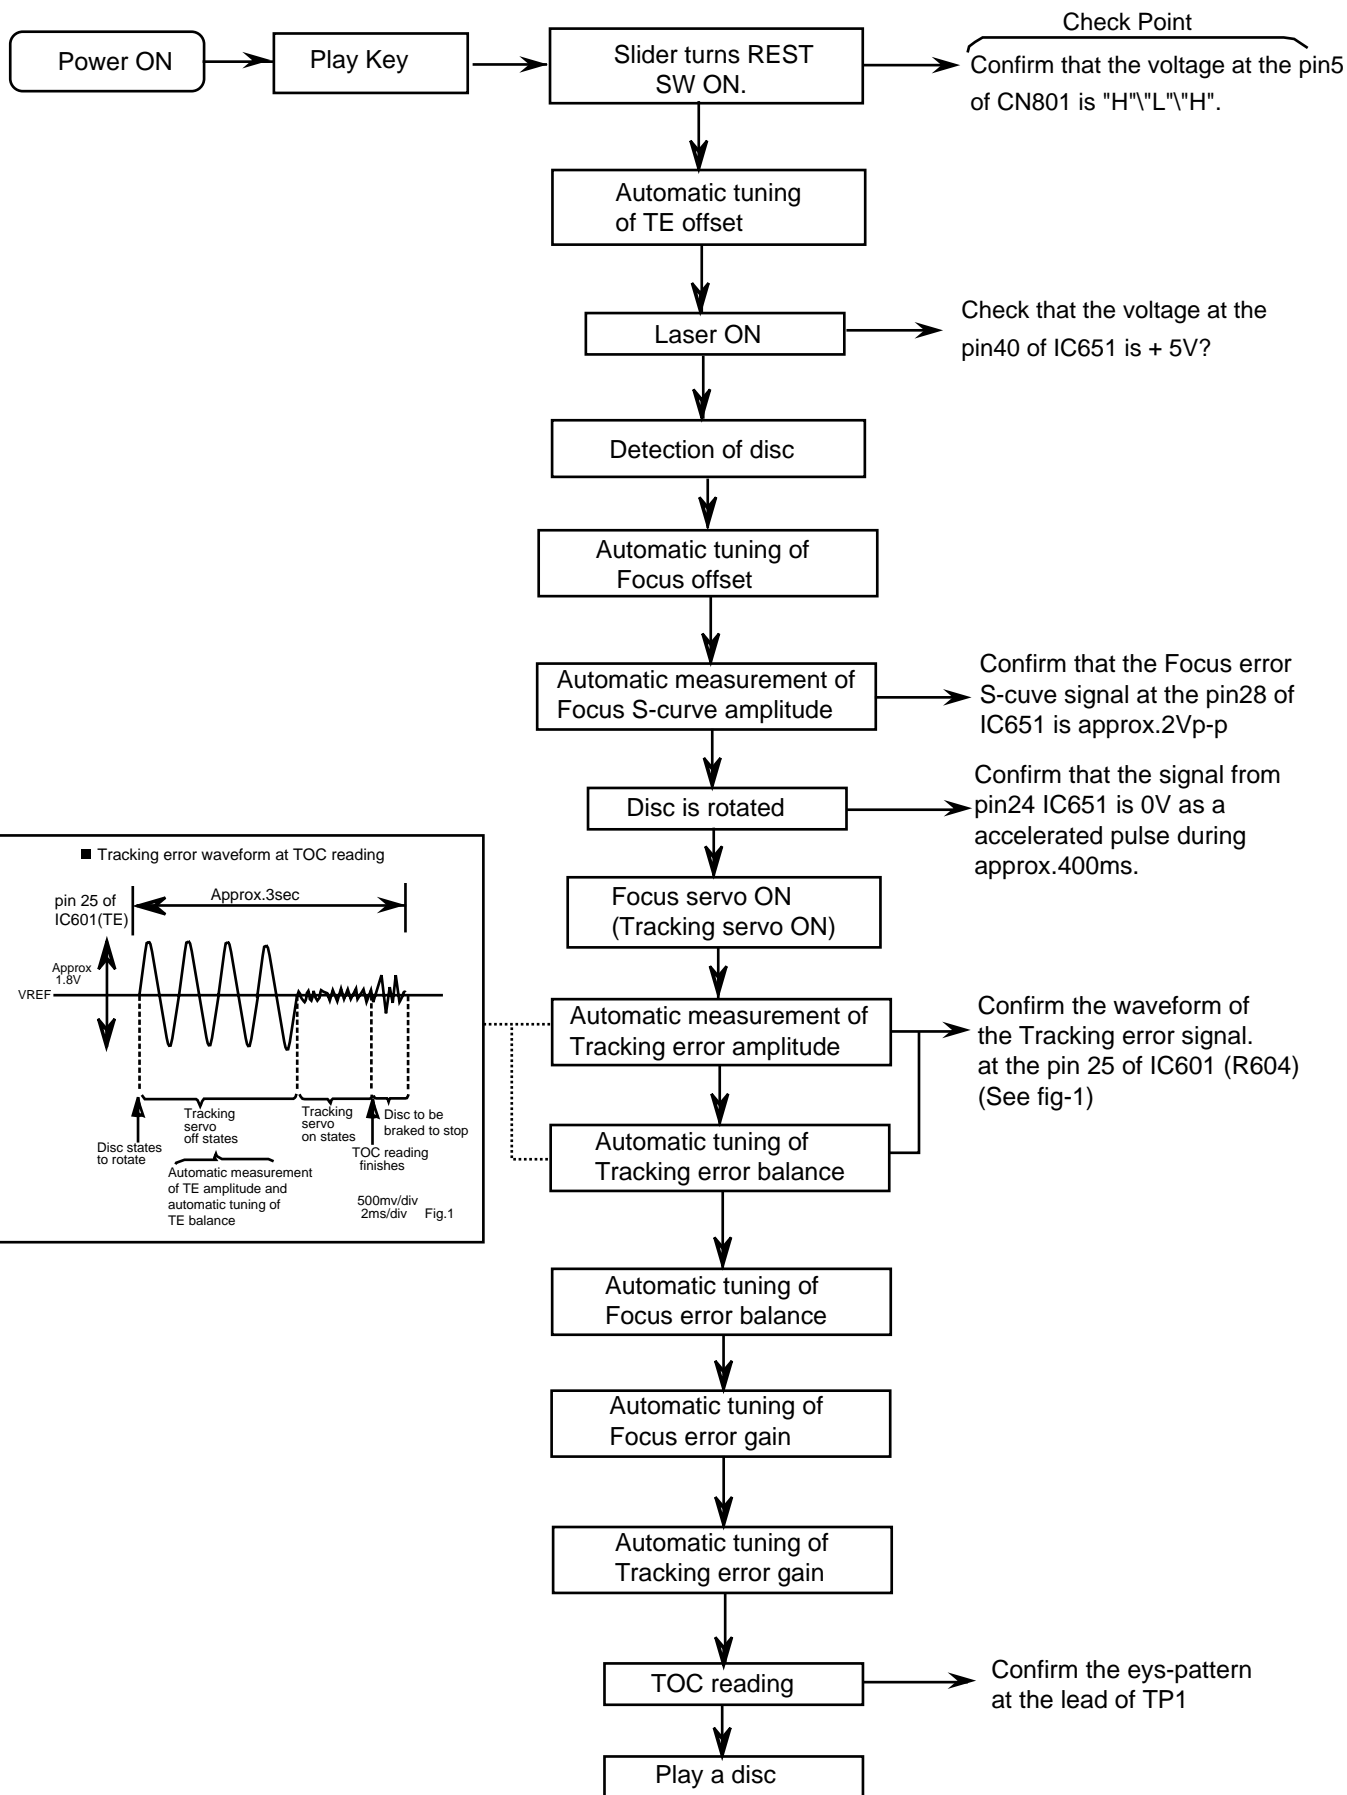 Check Point
Power ON
Play Key
Slider turns REST
SW ON.
Confirm that the voltage at the pin5
of CN801 is "H"\"L"\"H".
Automatic tuning
of TE offset
Laser ON
Check that the voltage at the
pin40 of IC651 is + 5V?
Detection of disc
Automatic tuning of
Focus offset
Automatic measurement of
Focus S-curve amplitude
Confirm that the Focus error
S-cuve signal at the pin28 of
IC651 is approx.2Vp-p
Disc is rotated
Confirm that the signal from
pin24 IC651 is 0V as a
accelerated pulse during
approx.400ms.
Focus servo ON
(Tracking servo ON)
■ Tracking error waveform at TOC reading
pin 25 of
IC601(TE)
Approx.3sec
Approx
1.8V
VREF
Tracking
servo
off states
Tracking
servo
on states
Disc to be
braked to stop
Disc states
to rotate
TOC reading
finishes
Automatic measurement
of TE amplitude and
automatic tuning of
TE balance
500mv/div
2ms/div
Fig.1
Automatic measurement of
Tracking error amplitude
Confirm the waveform of
the Tracking error signal.
at the pin 25 of IC601 (R604)
(See fig-1)
Automatic tuning of
Tracking error balance
Automatic tuning of
Focus error balance
Automatic tuning of
Focus error gain
Automatic tuning of
Tracking error gain
TOC reading
Confirm the eys-pattern
at the lead of TP1
Play a disc